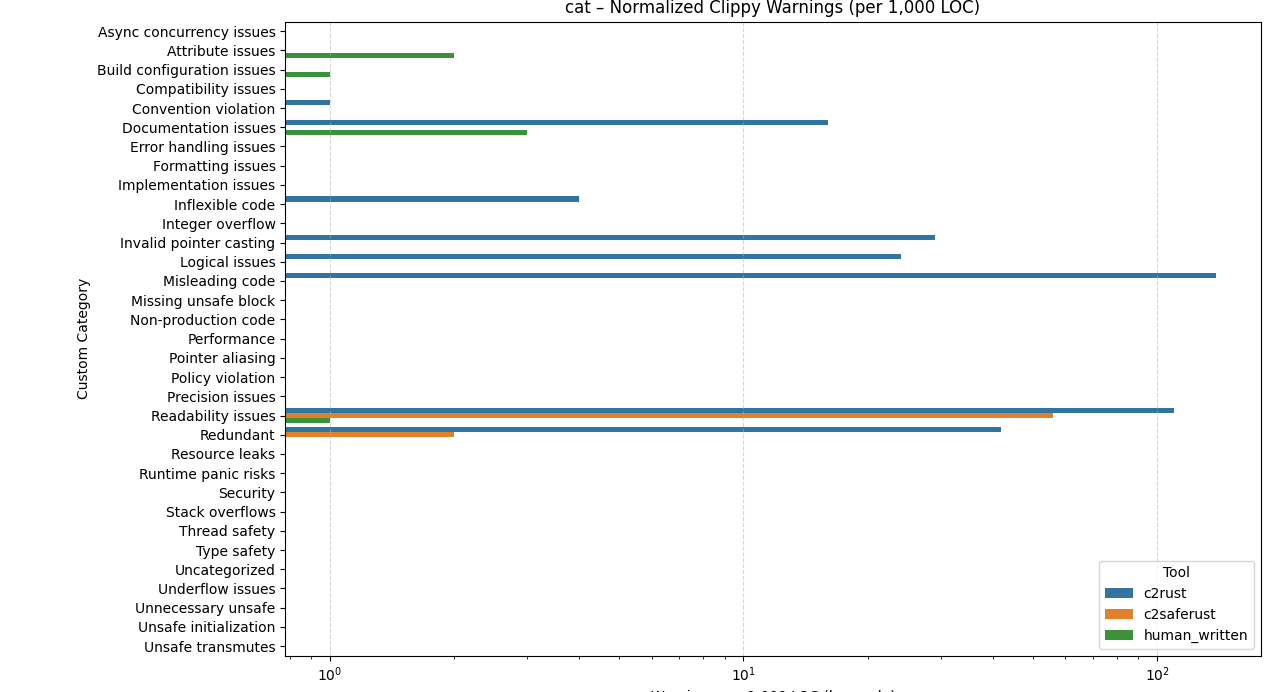 cat – Normalized Clippy Warnings (per 1,000 LOC)
Custom Category
Async concurrency issues
Attribute issues
Build configuration issues
Compatibility issues
Convention violation
Documentation issues
Error handling issues
Formatting issues
Implementation issues
Inflexible code
Integer overflow
Invalid pointer casting
Logical issues
Misleading code
Missing unsafe block
Non-production code
Performance
Pointer aliasing
Policy violation
Precision issues
Readability issues
Redundant
Resource leaks
Runtime panic risks
Security
Stack overflows
Thread safety
Type safety
Uncategorized
Underflow issues
Unnecessary unsafe
Unsafe initialization
Unsafe transmutes
Tool
c2rust
c2saferust
human_written
10⁰ 10¹ 10²